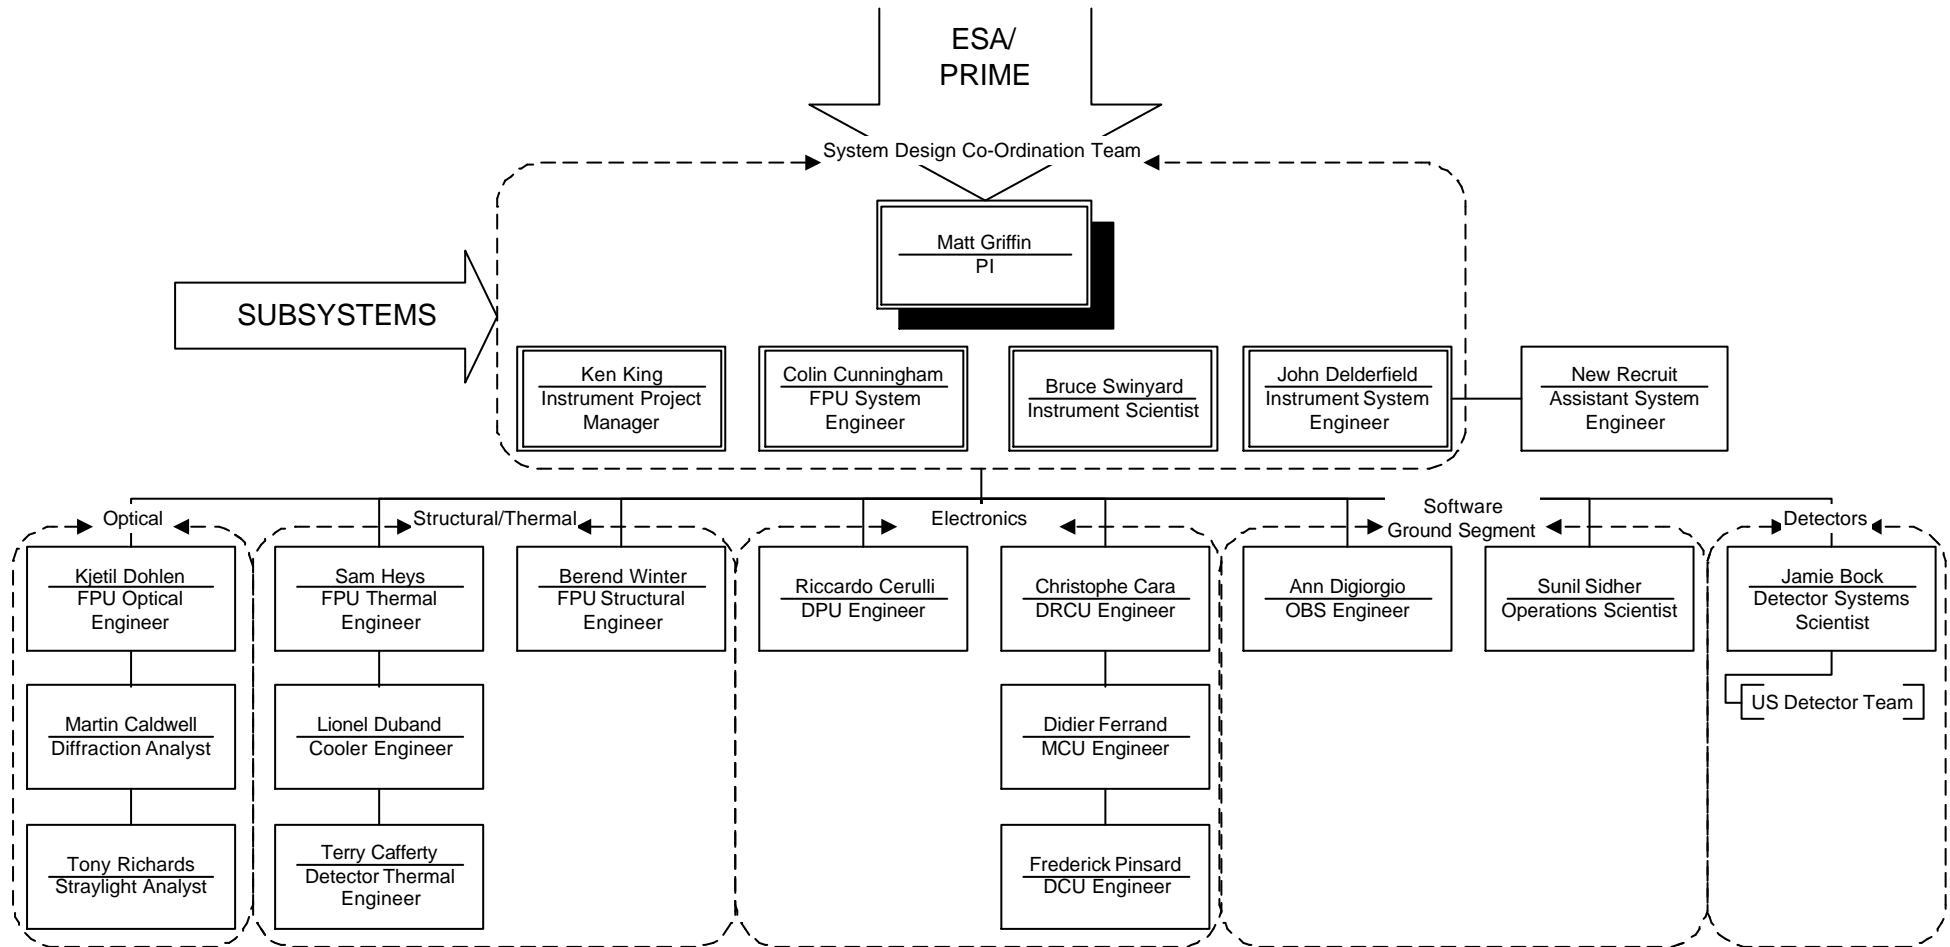 ESA/
PRIME
System Design Co-Ordination Team
Matt Griffin
PI
SUBSYSTEMS
Ken King
Instrument Project
Manager
Colin Cunningham
FPU System
Engineer
Bruce Swinyard
Instrument Scientist
John Delderfield
Instrument System
Engineer
New Recruit
Assistant System
Engineer
Optical
Structural/Thermal
Electronics
Software
Ground Segment
Detectors
Kjetil Dohlen
FPU Optical
Engineer
Sam Heys
FPU Thermal
Engineer
Berend Winter
FPU Structural
Engineer
Riccardo Cerulli
DPU Engineer
Christophe Cara
DRCU Engineer
Ann Digiorgio
OBS Engineer
Sunil Sidher
Operations Scientist
Jamie Bock
Detector Systems
Scientist
Martin Caldwell
Diffraction Analyst
Lionel Duband
Cooler Engineer
Didier Ferrand
MCU Engineer
US Detector Team
Tony Richards
Straylight Analyst
Terry Cafferty
Detector Thermal
Engineer
Frederick Pinsard
DCU Engineer